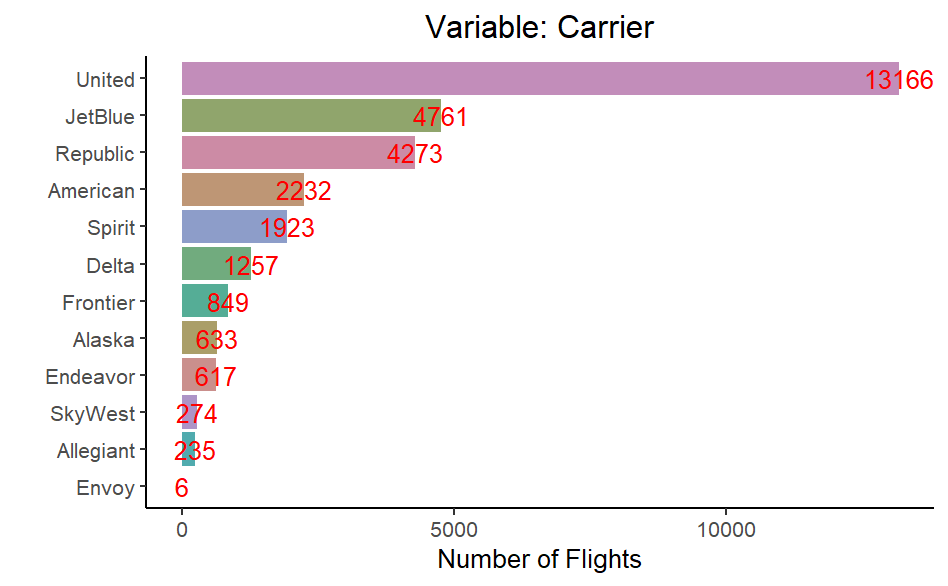 Variable: Carrier
United 13166
JetBlue 4761
Republic 4273
American 2232
Spirit 1923
Delta 1257
Frontier 849
Alaska 633
Endeavor 617
SkyWest 274
Allegiant 235
Envoy 6
0 5000 10000
Number of Flights